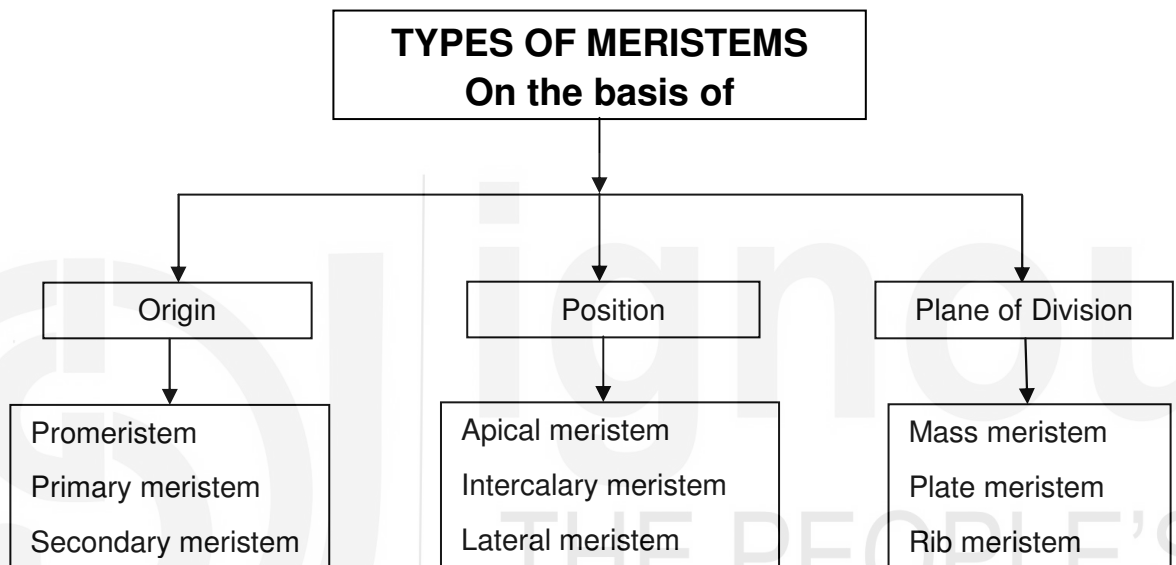 TYPES OF MERISTEMS
On the basis of
Origin
Position
Plane of Division
Promeristem
Primary meristem
Secondary meristem
Apical meristem
Intercalary meristem
Lateral meristem
Mass meristem
Plate meristem
Rib meristem
ignou
THE PEOPLE'S